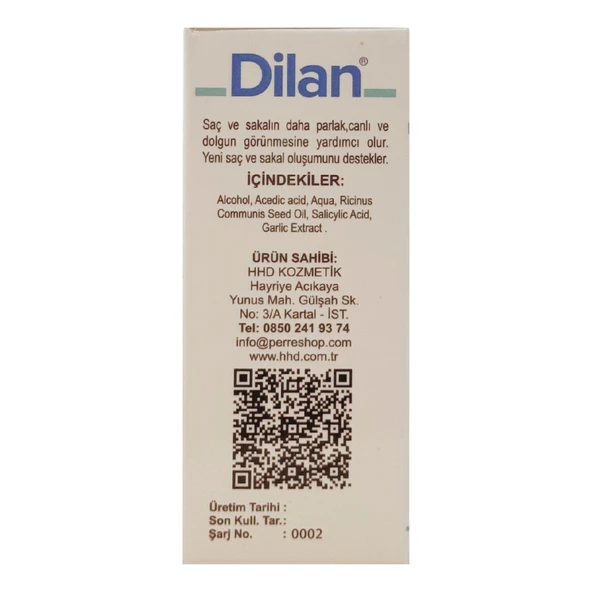 Dilan®
Saç ve sakalın daha parlak,canlı ve
dolgun görünmesine yardımcı olur.
Yeni saç ve sakal oluşumunu destekler.
İÇİNDEKİLER:
Alcohol, Acedic acid, Aqua, Ricinus
Communis Seed Oil, Salicylic Acid,
Garlic Extract .
ÜRÜN SAHİBİ:
HHD KOZMETİK
Hayriye Acıkaya
Yunus Mah. Gülşah Sk.
No: 3/A Kartal - İST.
Tel: 0850 241 93 74
info@perreshop.com
www.hhd.com.tr
Üretim Tarihi :
Son Kull. Tar.:
Şarj No. : 0002